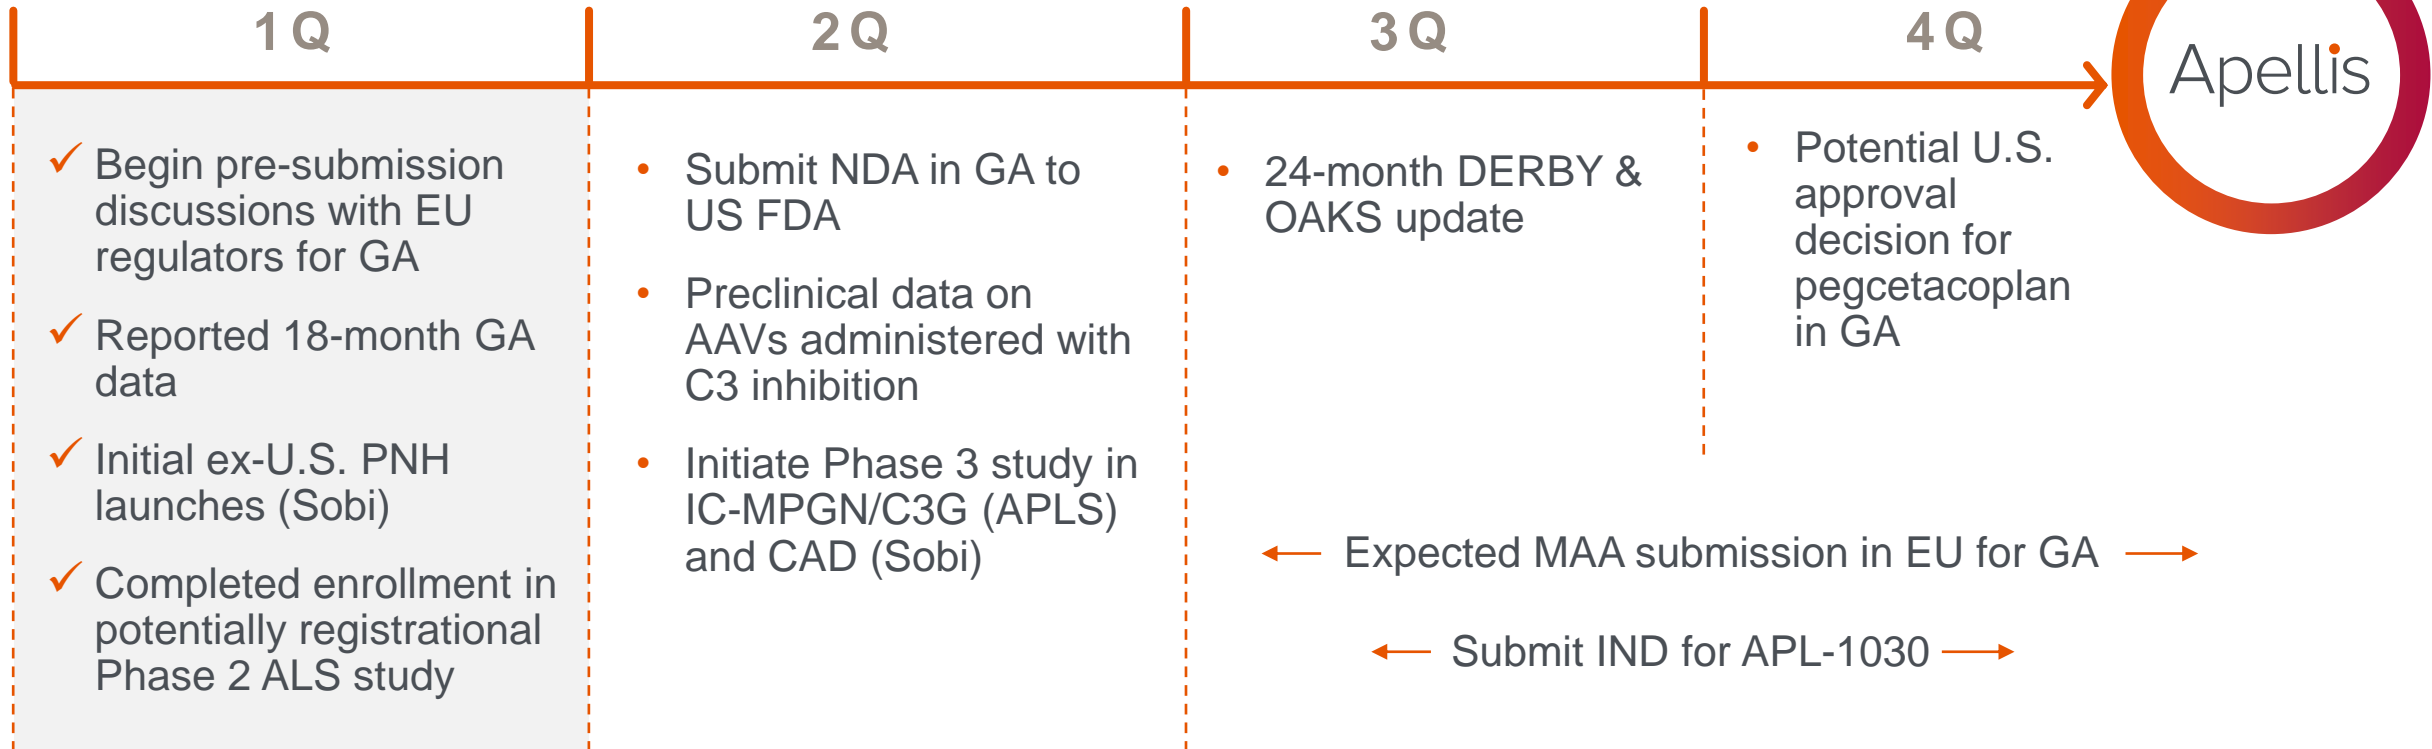 1Q
2Q
3Q
4Q
Apellis
✓ Begin pre-submission
discussions with EU
regulators for GA
✓ Reported 18-month GA
data
✓ Initial ex-U.S. PNH
launches (Sobi)
✓ Completed enrollment in
potentially registrational
Phase 2 ALS study
• Submit NDA in GA to
US FDA
• Preclinical data on
AAVs administered with
C3 inhibition
• Initiate Phase 3 study in
IC-MPGN/C3G (APLS)
and CAD (Sobi)
• 24-month DERBY &
OAKS update
• Potential U.S.
approval
decision for
pegcetacoplan
in GA
Expected MAA submission in EU for GA
Submit IND for APL-1030